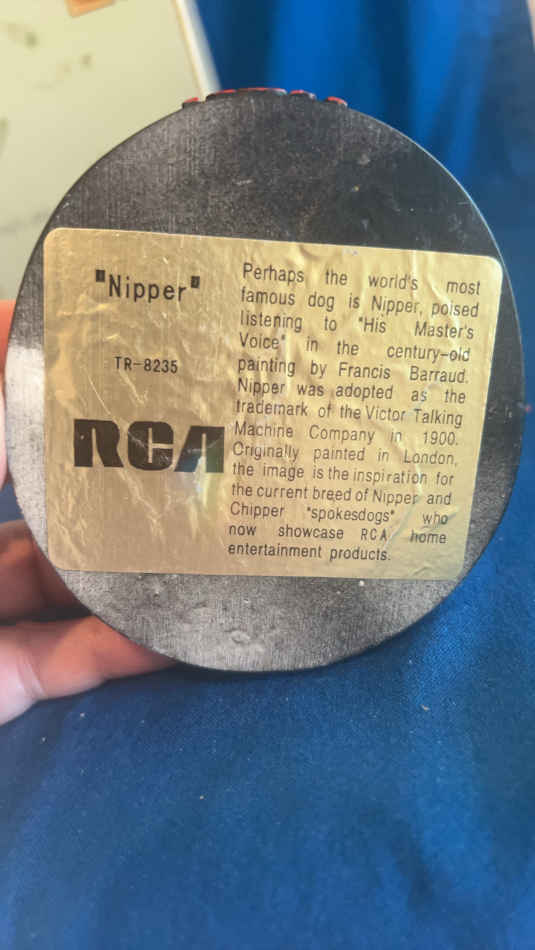 "Nipper"
TR-8235
RCA
Perhaps the world's most
famous dog is Nipper, poised
listening to "His Master's
Voice" in the century-old
painting by Francis Barraud.
Nipper was adopted as the
trademark of the Victor Talking
Machine Company in 1900.
Originally painted in London,
the image is the inspiration for
the current breed of Nipper and
Chipper "spokesdogs" who
now showcase RCA home
entertainment products.